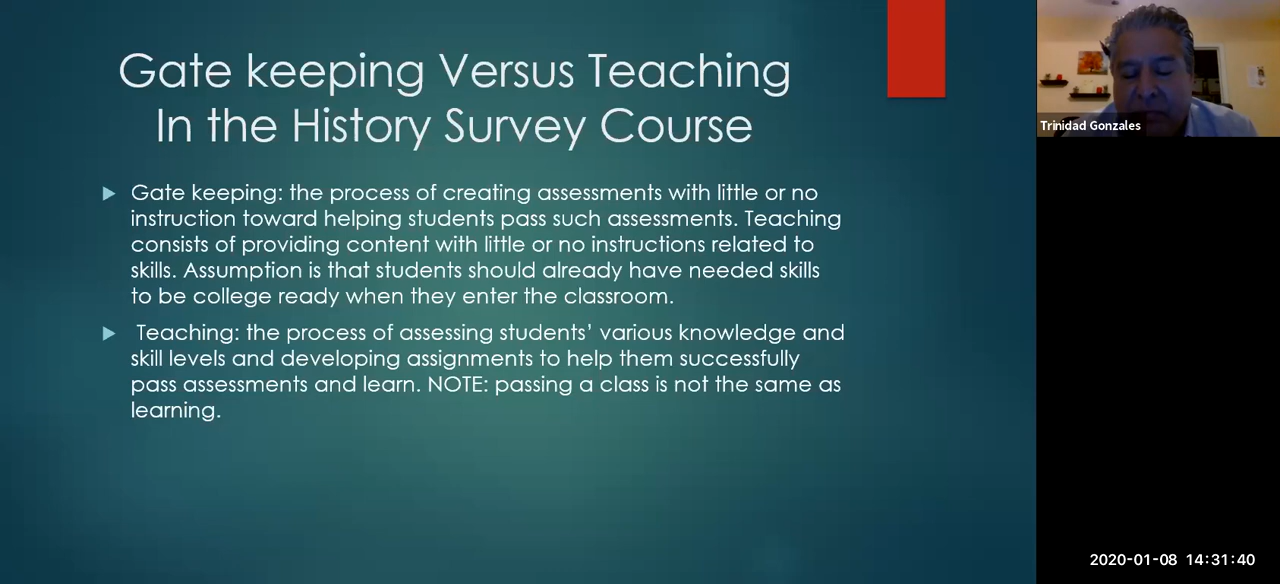 Gate keeping Versus Teaching
In the History Survey Course
Gate keeping: the process of creating assessments with little or no
instruction toward helping students pass such assessments. Teaching
consists of providing content with little or no instructions related to
skills. Assumption is that students should already have needed skills
to be college ready when they enter the classroom.
Teaching: the process of assessing students’ various knowledge and
skill levels and developing assignments to help them successfully
pass assessments and learn. NOTE: passing a class is not the same as
learning.
Trinidad Gonzales
2020-01-08 14:31:40